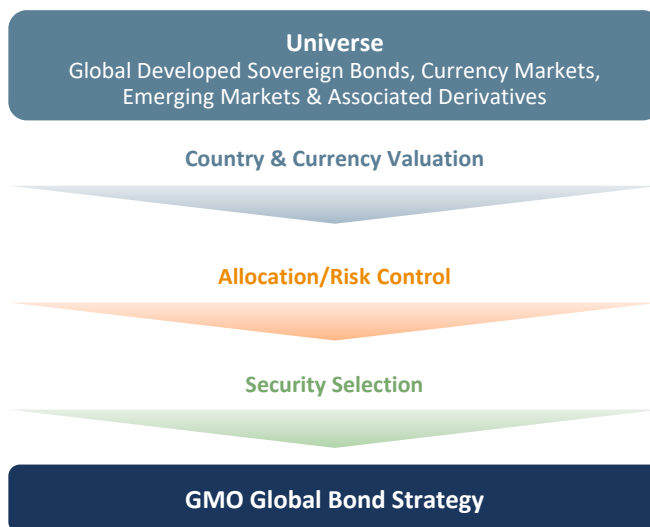 Universe
Global Developed Sovereign Bonds, Currency Markets,
Emerging Markets & Associated Derivatives
Country & Currency Valuation
Allocation/Risk Control
Security Selection
GMO Global Bond Strategy